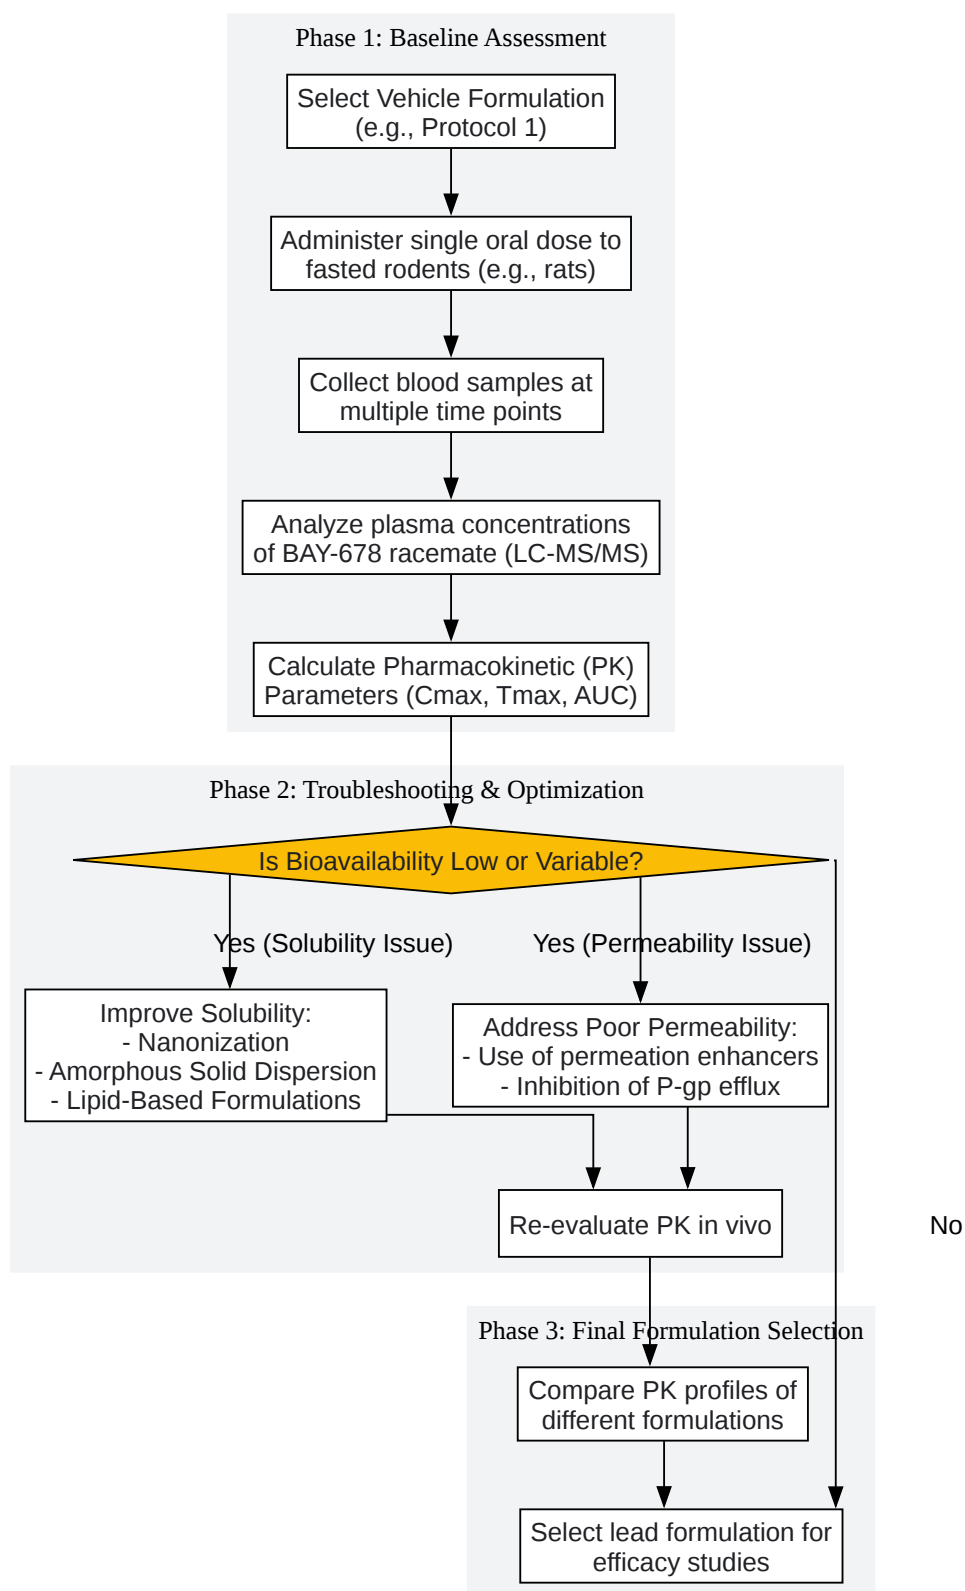 Phase 1: Baseline Assessment
Select Vehicle Formulation
(e.g., Protocol 1)
Administer single oral dose to
fasted rodents (e.g., rats)
Collect blood samples at
multiple time points
Analyze plasma concentrations
of BAY-678 racemate (LC-MS/MS)
Calculate Pharmacokinetic (PK)
Parameters (Cmax, Tmax, AUC)
Phase 2: Troubleshooting & Optimization
Is Bioavailability Low or Variable?
Yes (Solubility Issue)
Yes (Permeability Issue)
Improve Solubility:
- Nanonization
- Amorphous Solid Dispersion
- Lipid-Based Formulations
Address Poor Permeability:
- Use of permeation enhancers
- Inhibition of P-gp efflux
Re-evaluate PK in vivo
No
Phase 3: Final Formulation Selection
Compare PK profiles of
different formulations
Select lead formulation for
efficacy studies